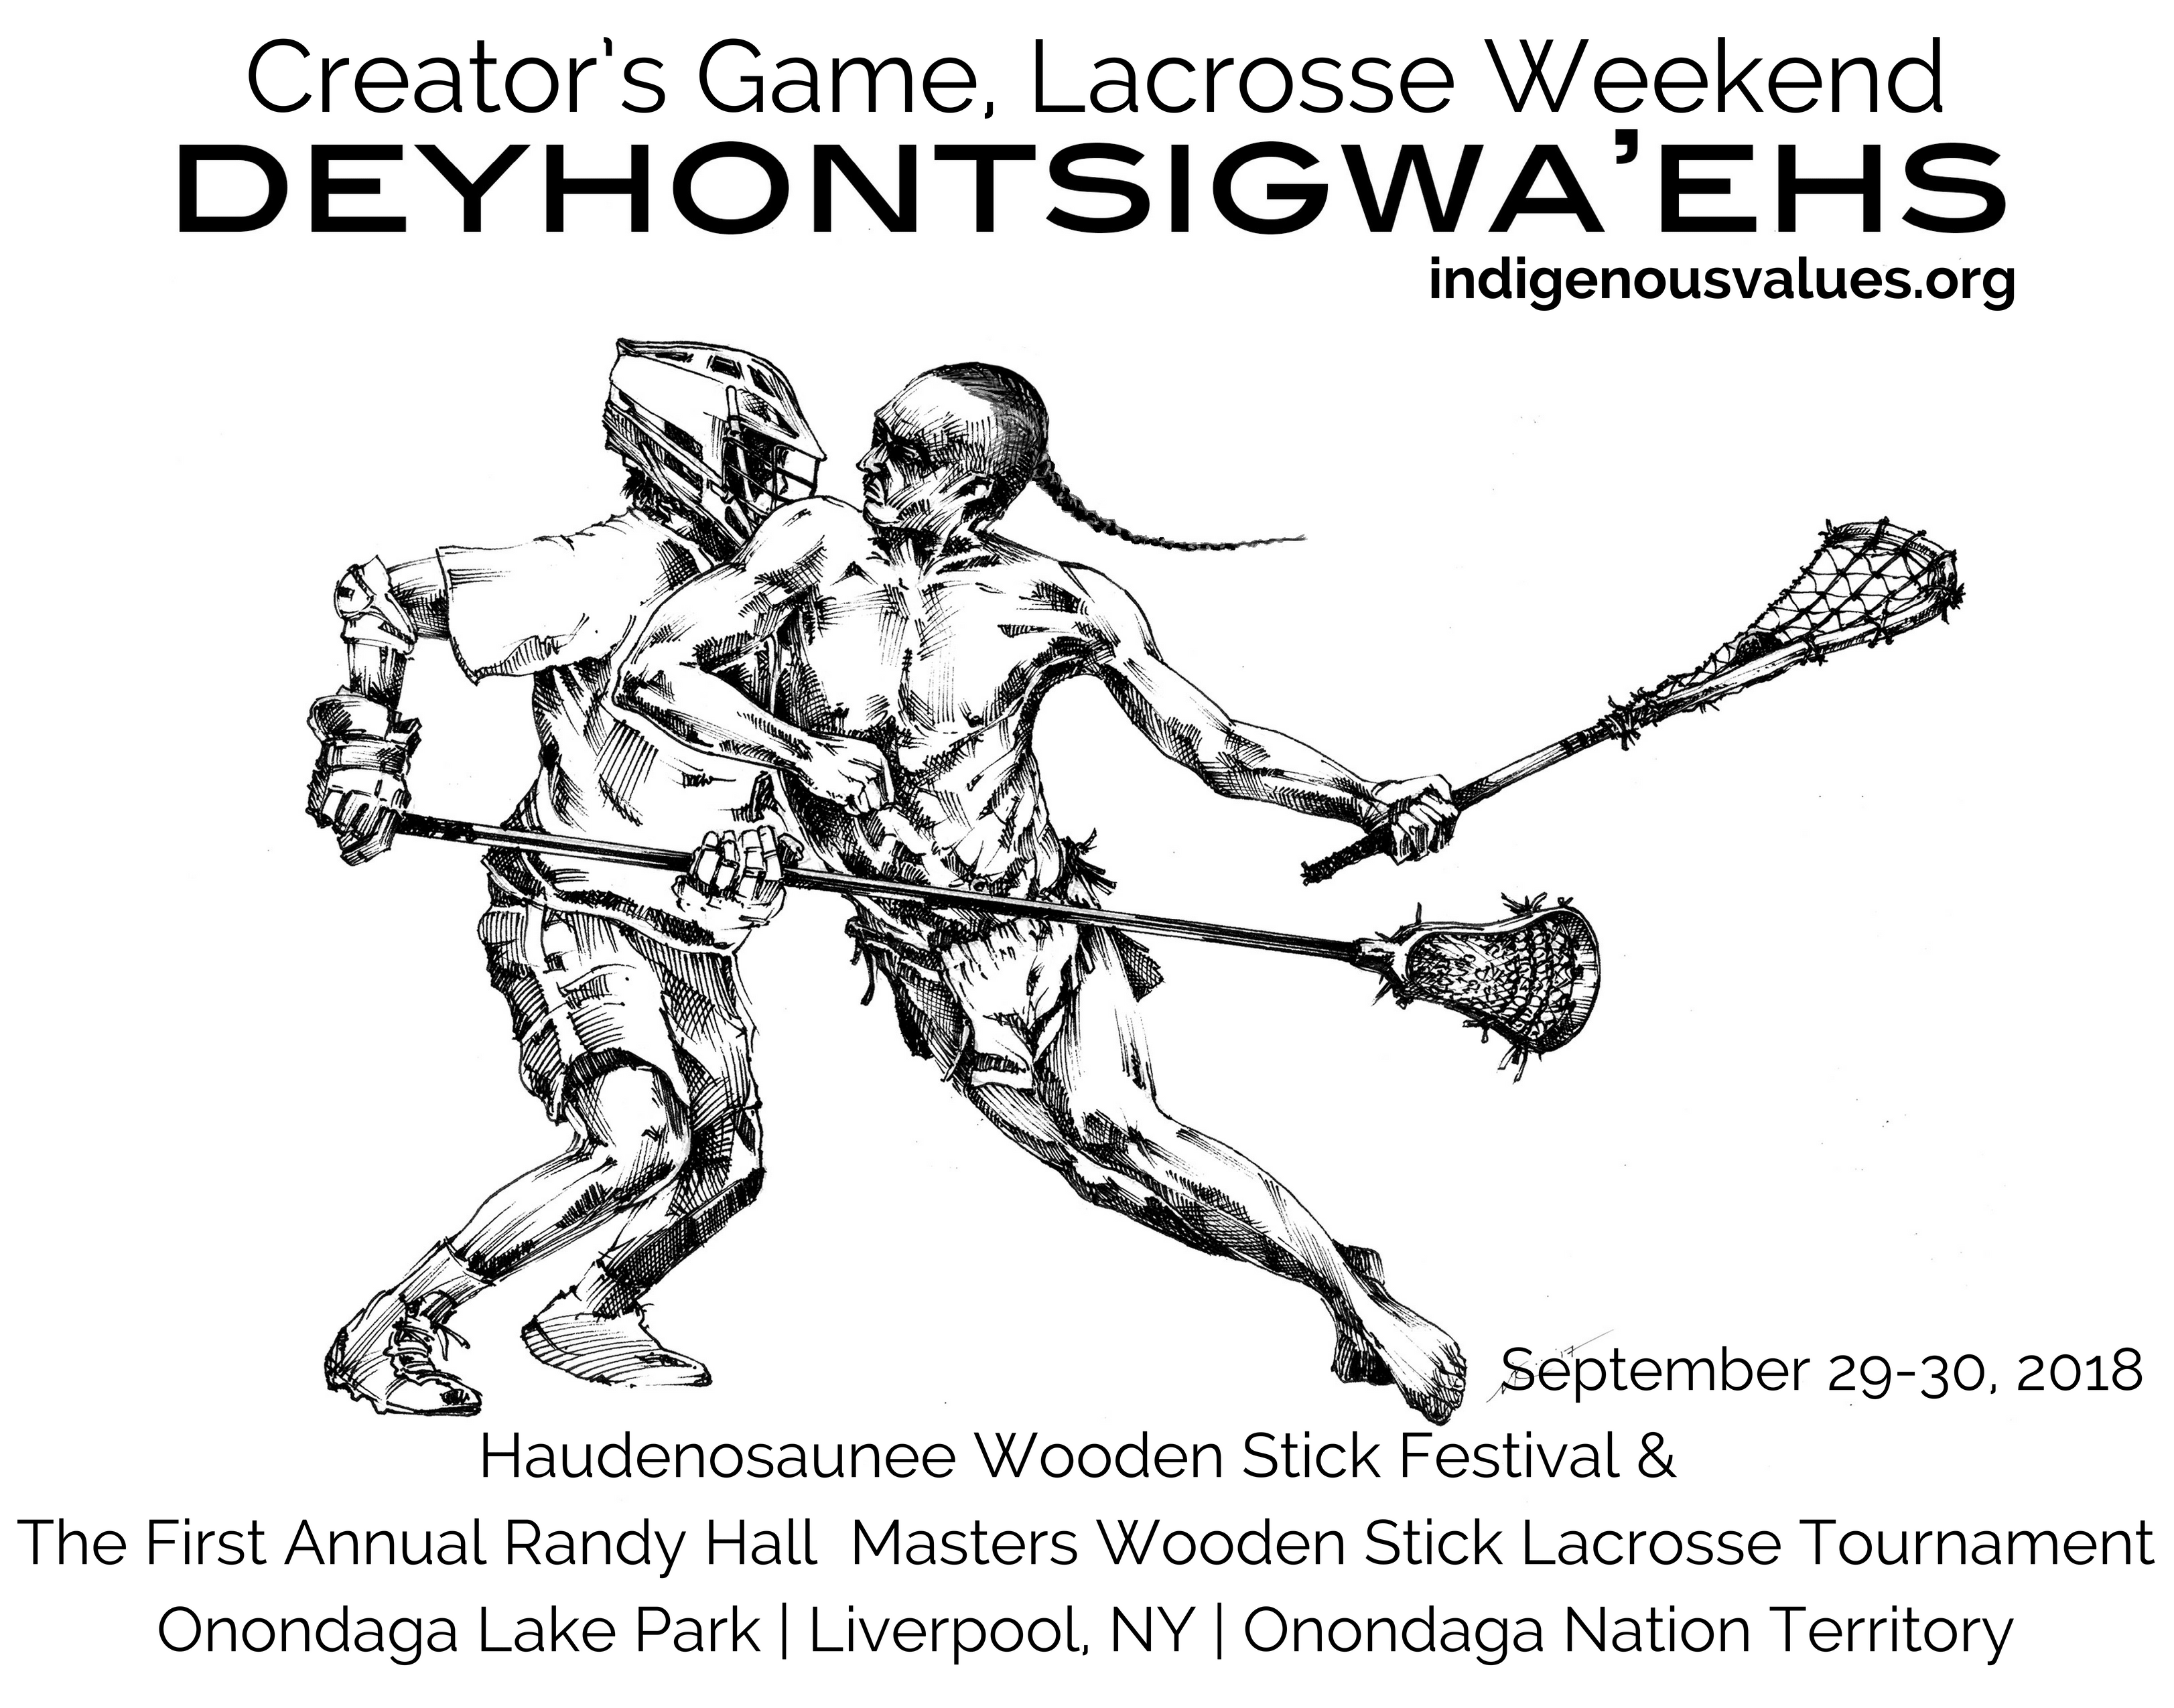 Creator's Game, Lacrosse Weekend
DEYHONTSIGWA'EHS
indigenousvalues.org
September 29-30, 2018
Haudenosaunee Wooden Stick Festival &
The First Annual Randy Hall  Masters Wooden Stick Lacrosse Tournament
Onondaga Lake Park | Liverpool, NY | Onondaga Nation Territory